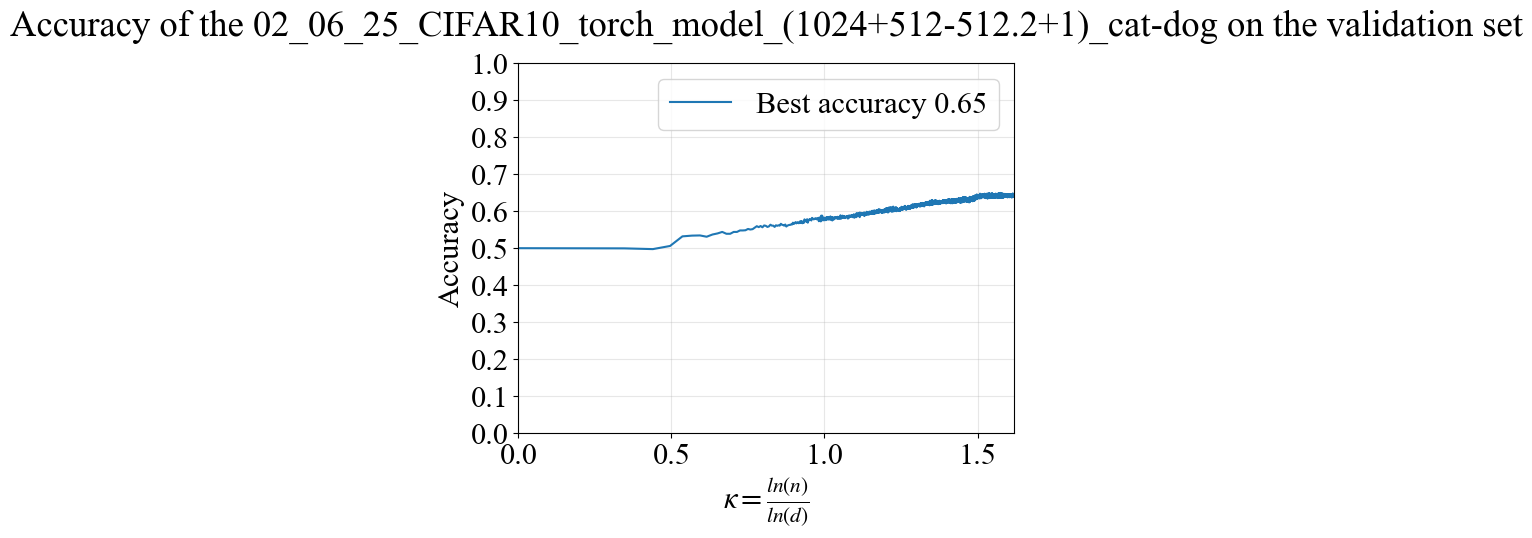 Accuracy of the 02_06_25_CIFAR10_torch_model_(1024+512-512.2+1)_cat-dog on the validation set
1.0
Best accuracy 0.65
0.9
0.8
0.7
0.6
0.5
0.4
0.3
0.2
0.1
0.0
Accuracy
0.0 0.5 1.0 1.5
κ = ln(n) / ln(d)